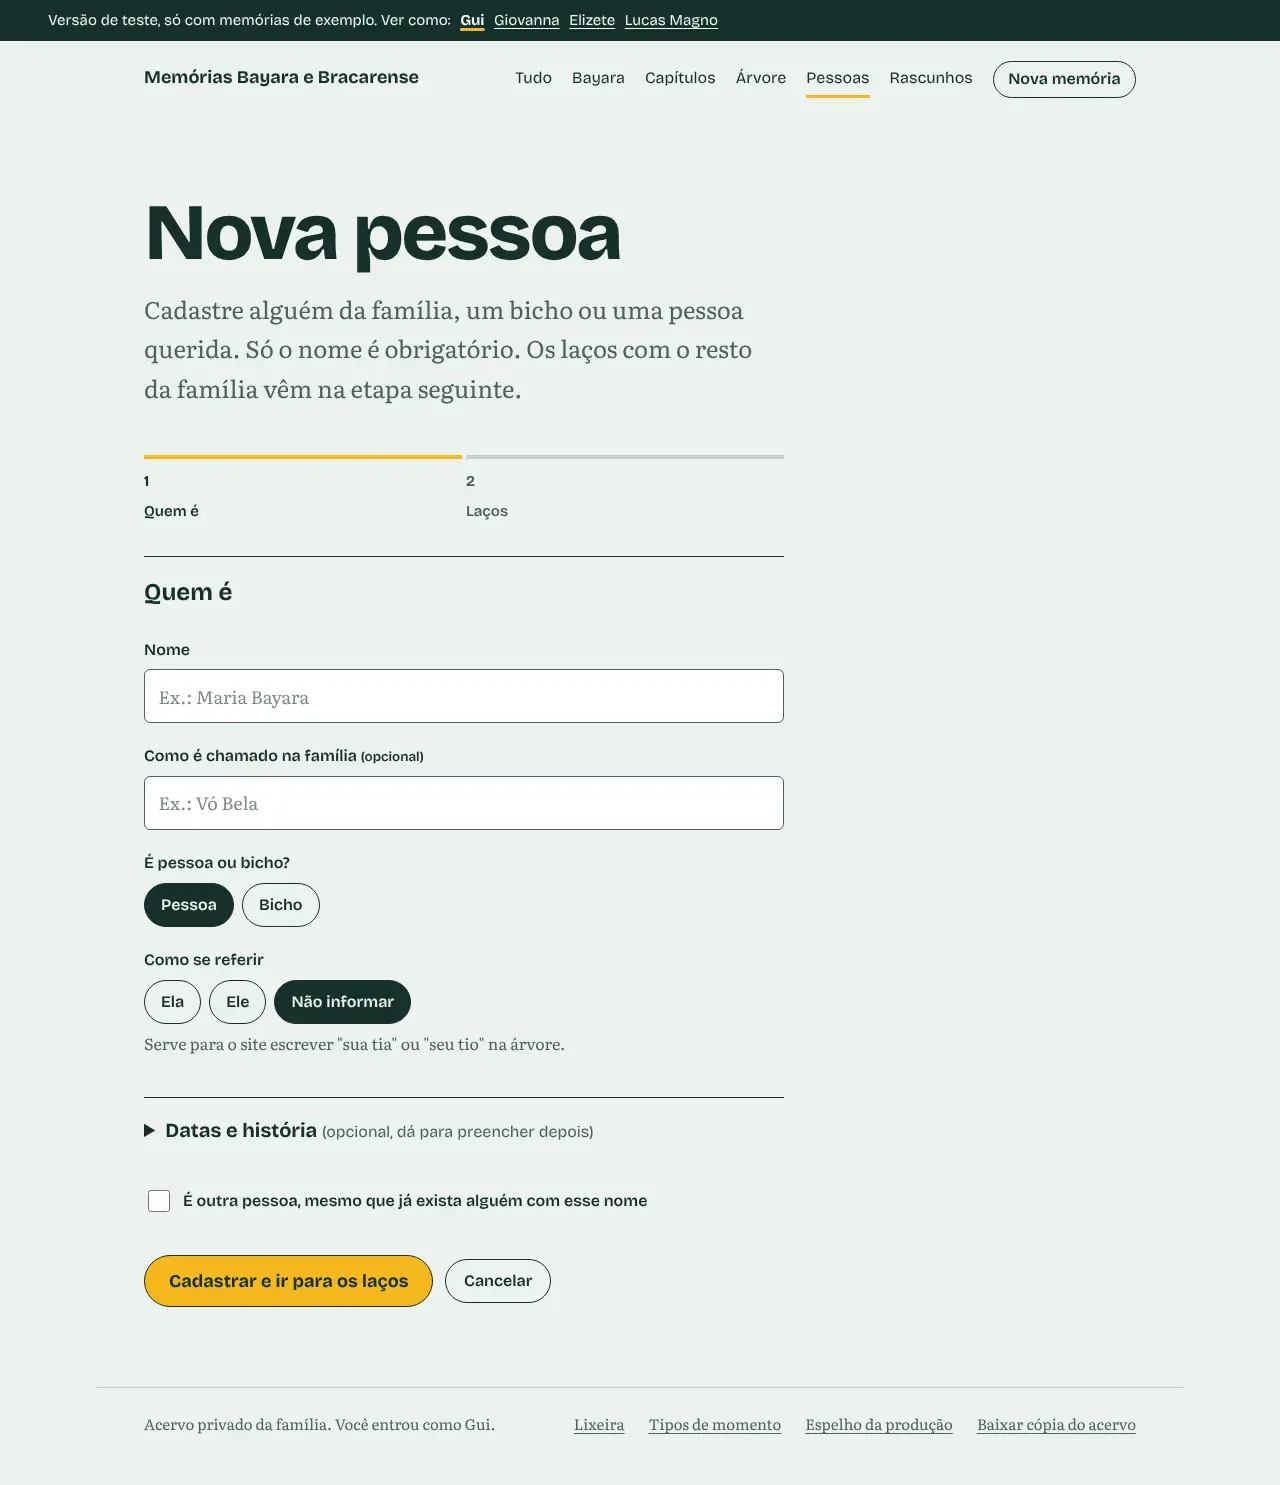 Versão de teste, só com memórias de exemplo. Ver como: Gui Giovanna Elizete Lucas Magno
Memórias Bayara e Bracarense Tudo Bayara Capítulos Árvore Pessoas Rascunhos Nova memória
Nova pessoa
Cadastre alguém da família, um bicho ou uma pessoa
querida. Só o nome é obrigatório. Os laços com o resto
da família vêm na etapa seguinte.
1 2
Quem é Laços
Quem é
Nome
Ex.: Maria Bayara
Como é chamado na família (opcional)
Ex.: Vó Bela
É pessoa ou bicho?
Pessoa Bicho
Como se referir
Ela Ele Não informar
Serve para o site escrever "sua tia" ou "seu tio" na árvore.
Datas e história (opcional, dá para preencher depois)
É outra pessoa, mesmo que já exista alguém com esse nome
Cadastrar e ir para os laços Cancelar
Acervo privado da família. Você entrou como Gui. Lixeira Tipos de momento Espelho da produção Baixar cópia do acervo